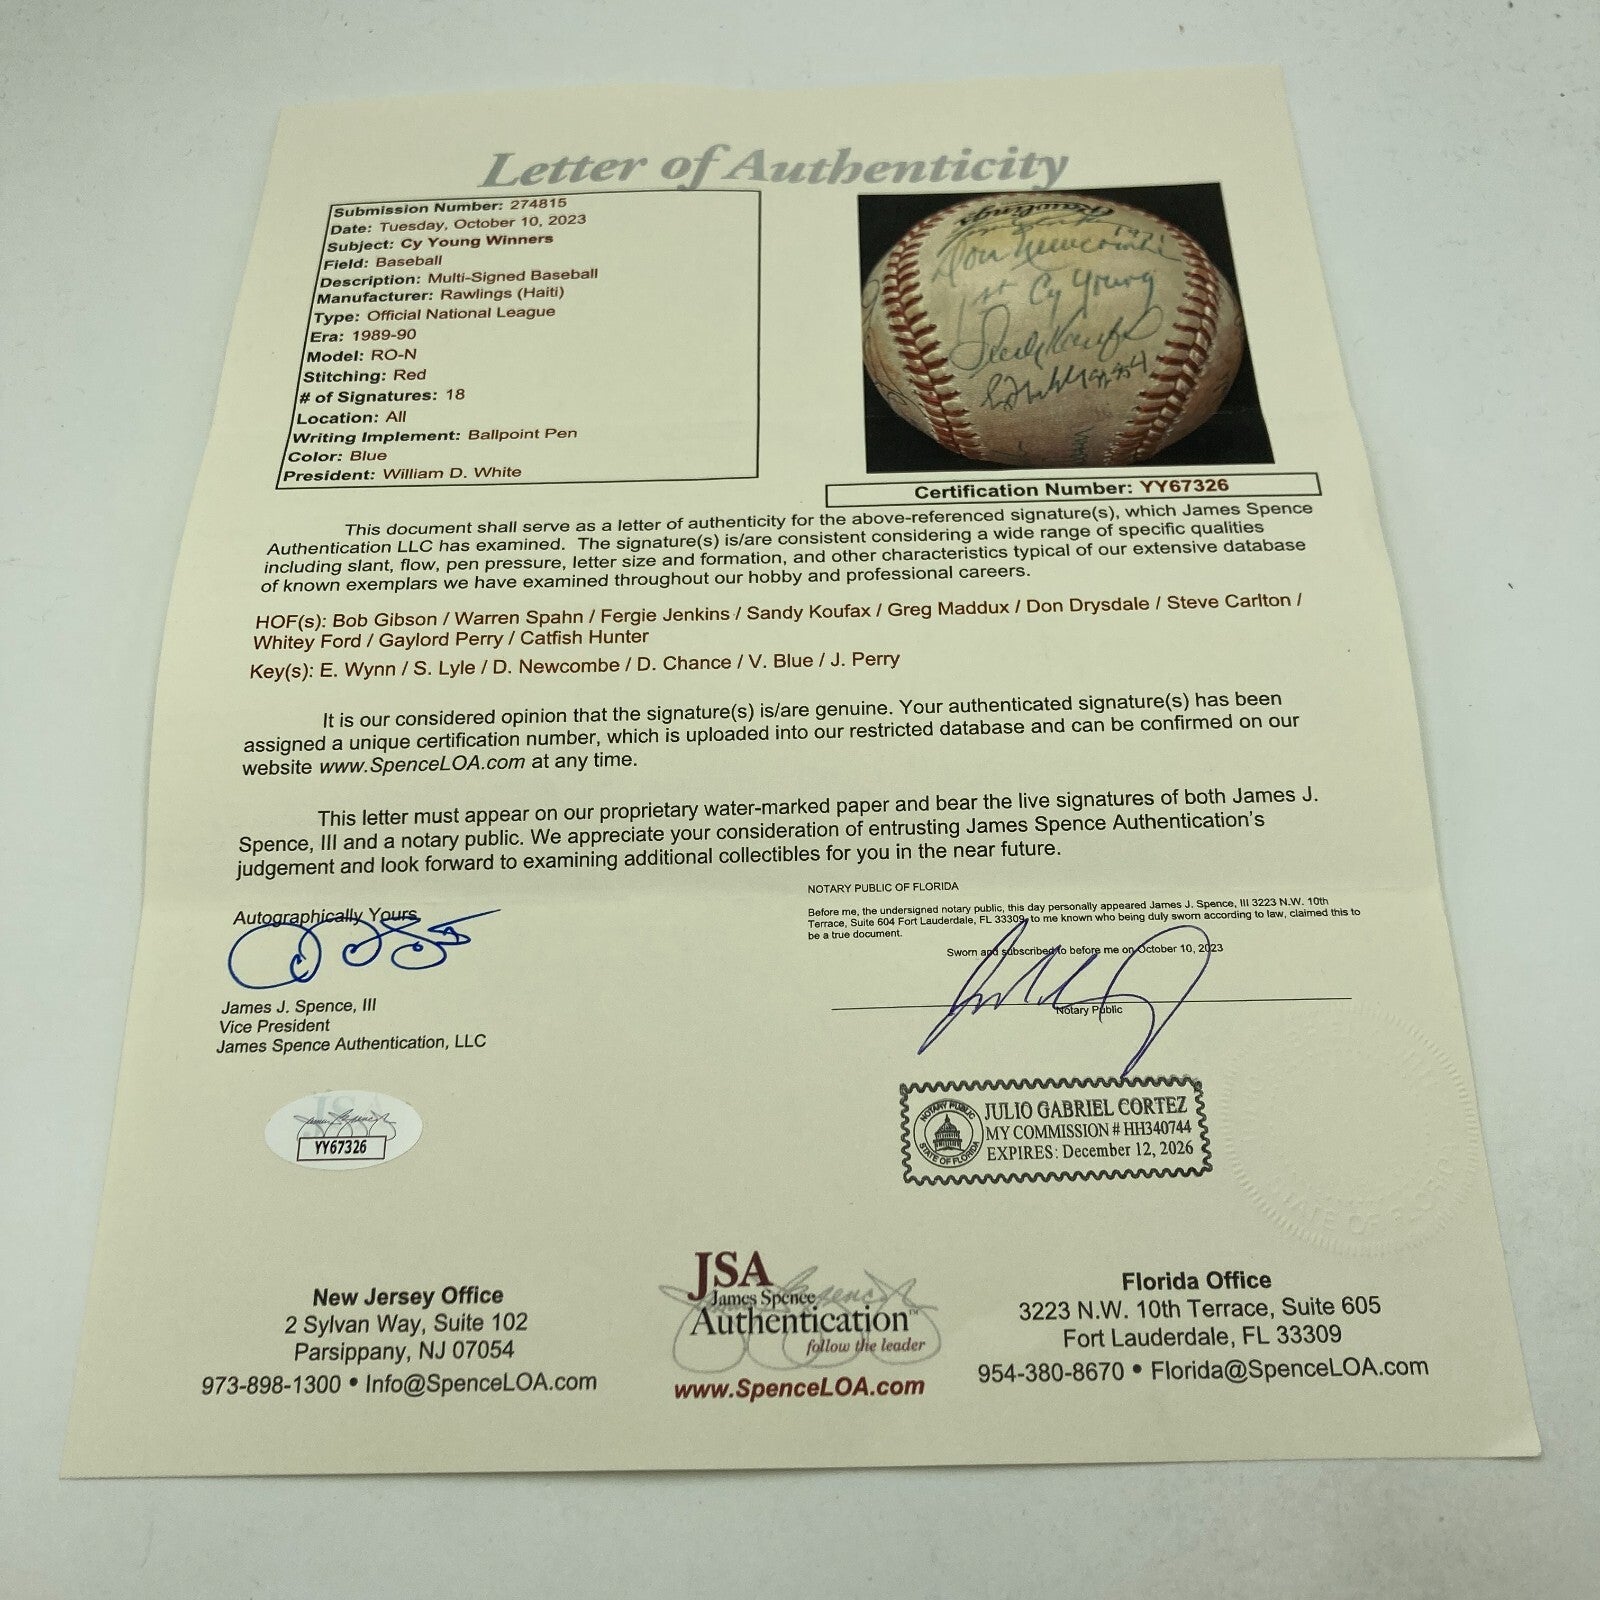 Letter of Authenticity
Submission Number: 274815
Date: Tuesday, October 10, 2023
Subject: Cy Young Winners
Field: Baseball
Description: Multi-Signed Baseball
Manufacturer: Rawlings (Haiti)
Type: Official National League
Era: 1989-90
Model: RO-N
Stitching: Red
# of Signatures: 18
Location: All
Writing Implement: Ballpoint Pen
Color: Blue
President: William D. White
Rawlings
Don Newcombe
1st Cy Young
Sandy Koufax
Certification Number: YY67326
This document shall serve as a letter of authenticity for the above-referenced signature(s), which James Spence
Authentication LLC has examined. The signature(s) is/are consistent considering a wide range of specific qualities
including slant, flow, pen pressure, letter size and formation, and other characteristics typical of our extensive database
of known exemplars we have examined throughout our hobby and professional careers.
HOF(s): Bob Gibson / Warren Spahn / Fergie Jenkins / Sandy Koufax / Greg Maddux / Don Drysdale / Steve Carlton /
Whitey Ford / Gaylord Perry / Catfish Hunter
Key(s): E. Wynn / S. Lyle / D. Newcombe / D. Chance / V. Blue / J. Perry
It is our considered opinion that the signature(s) is/are genuine. Your authenticated signature(s) has been
assigned a unique certification number, which is uploaded into our restricted database and can be confirmed on our
website www.SpenceLOA.com at any time.
This letter must appear on our proprietary water-marked paper and bear the live signatures of both James J.
Spence, III and a notary public. We appreciate your consideration of entrusting James Spence Authentication's
judgement and look forward to examining additional collectibles for you in the near future.
Autographically Yours,
James J. Spence, III
Vice President
James Spence Authentication, LLC
NOTARY PUBLIC OF FLORIDA
Before me, the undersigned notary public, this day personally appeared James J. Spence, III 3223 N.W. 10th
Terrace, Suite 604 Fort Lauderdale, FL 33309, to me known who being duly sworn according to law, claimed this to
be a true document.
Sworn and subscribed to before me on October 10, 2023
Notary Public
JSA
YY67326
NOTARY PUBLIC
STATE OF FLORIDA
JULIO GABRIEL CORTEZ
MY COMMISSION # HH340744
EXPIRES: December 12, 2026
STATE OF FLORIDA
New Jersey Office
2 Sylvan Way, Suite 102
Parsippany, NJ 07054
973-898-1300 • Info@SpenceLOA.com
JSA
James Spence
Authentication™
follow the leader
www.SpenceLOA.com
Florida Office
3223 N.W. 10th Terrace, Suite 605
Fort Lauderdale, FL 33309
954-380-8670 • Florida@SpenceLOA.com